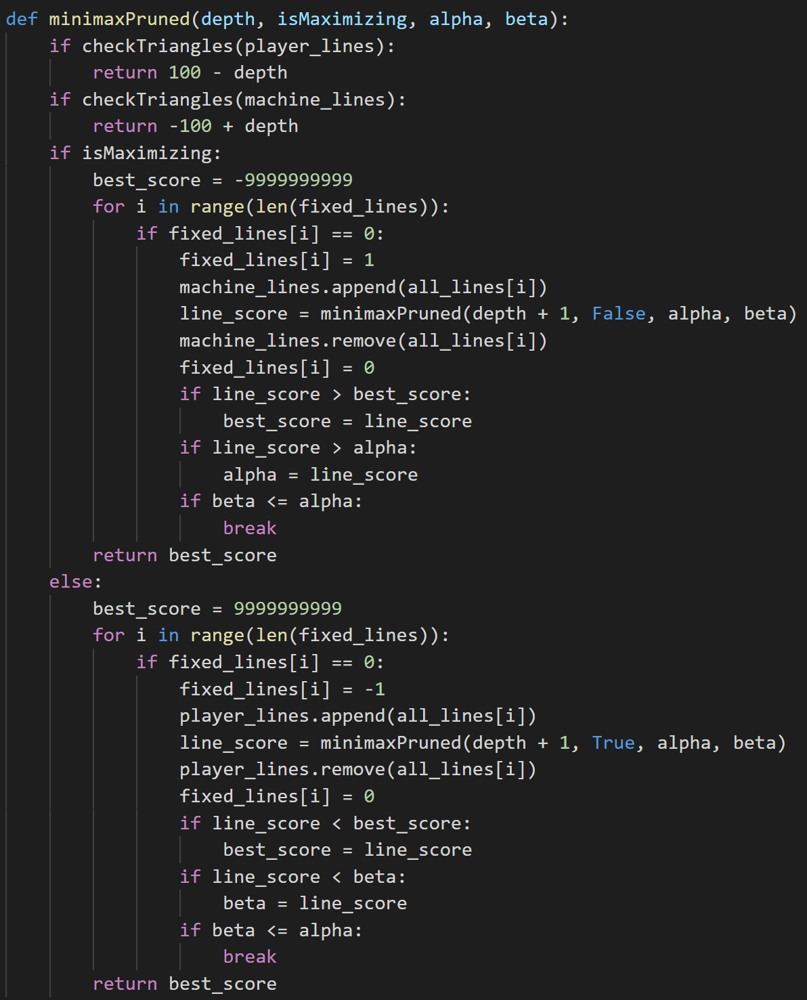 def minimaxPruned(depth, isMaximizing, alpha, beta):
    if checkTriangles(player_lines):
        return 100 - depth
    if checkTriangles(machine_lines):
        return -100 + depth
    if isMaximizing:
        best_score = -9999999999
        for i in range(len(fixed_lines)):
            if fixed_lines[i] == 0:
                fixed_lines[i] = 1
                machine_lines.append(all_lines[i])
                line_score = minimaxPruned(depth + 1, False, alpha, beta)
                machine_lines.remove(all_lines[i])
                fixed_lines[i] = 0
                if line_score > best_score:
                    best_score = line_score
                if line_score > alpha:
                    alpha = line_score
                if beta <= alpha:
                    break
        return best_score
    else:
        best_score = 9999999999
        for i in range(len(fixed_lines)):
            if fixed_lines[i] == 0:
                fixed_lines[i] = -1
                player_lines.append(all_lines[i])
                line_score = minimaxPruned(depth + 1, True, alpha, beta)
                player_lines.remove(all_lines[i])
                fixed_lines[i] = 0
                if line_score < best_score:
                    best_score = line_score
                if line_score < beta:
                    beta = line_score
                if beta <= alpha:
                    break
        return best_score